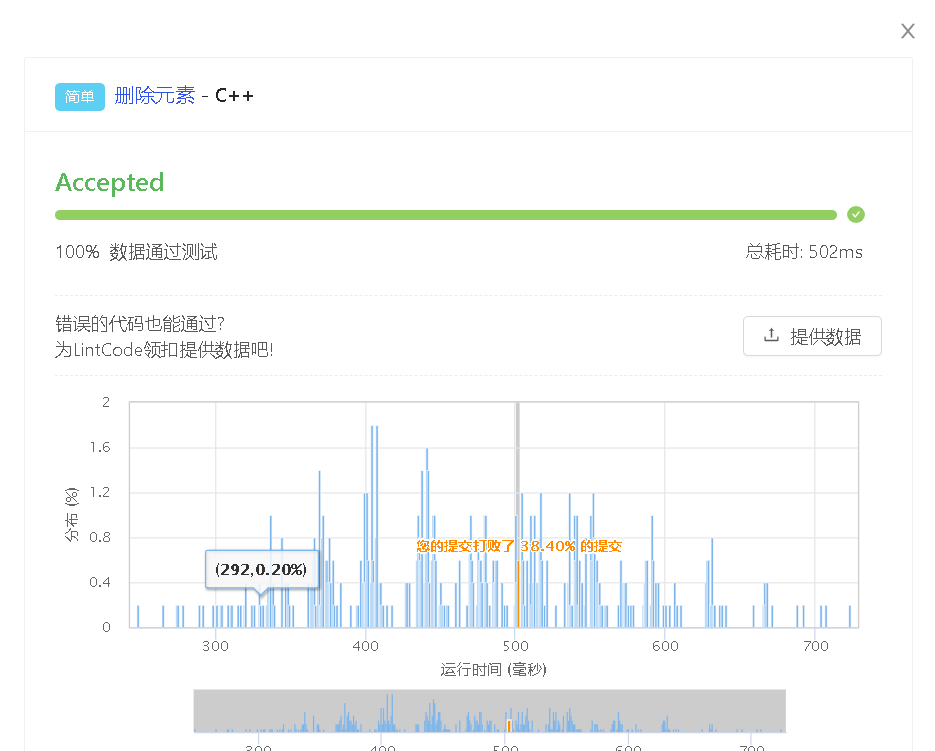 X
简单 删除元素 - C++
Accepted
100% 数据通过测试 总耗时: 502ms
错误的代码也能通过?
为LintCode领扣提供数据吧!
提供数据
2
1.6
1.2
0.8
0.4
0
分布 (%)
您的提交打败了 38.40% 的提交
(292,0.20%)
300 400 500 600 700
运行时间 (毫秒)
300 400 500 600 700